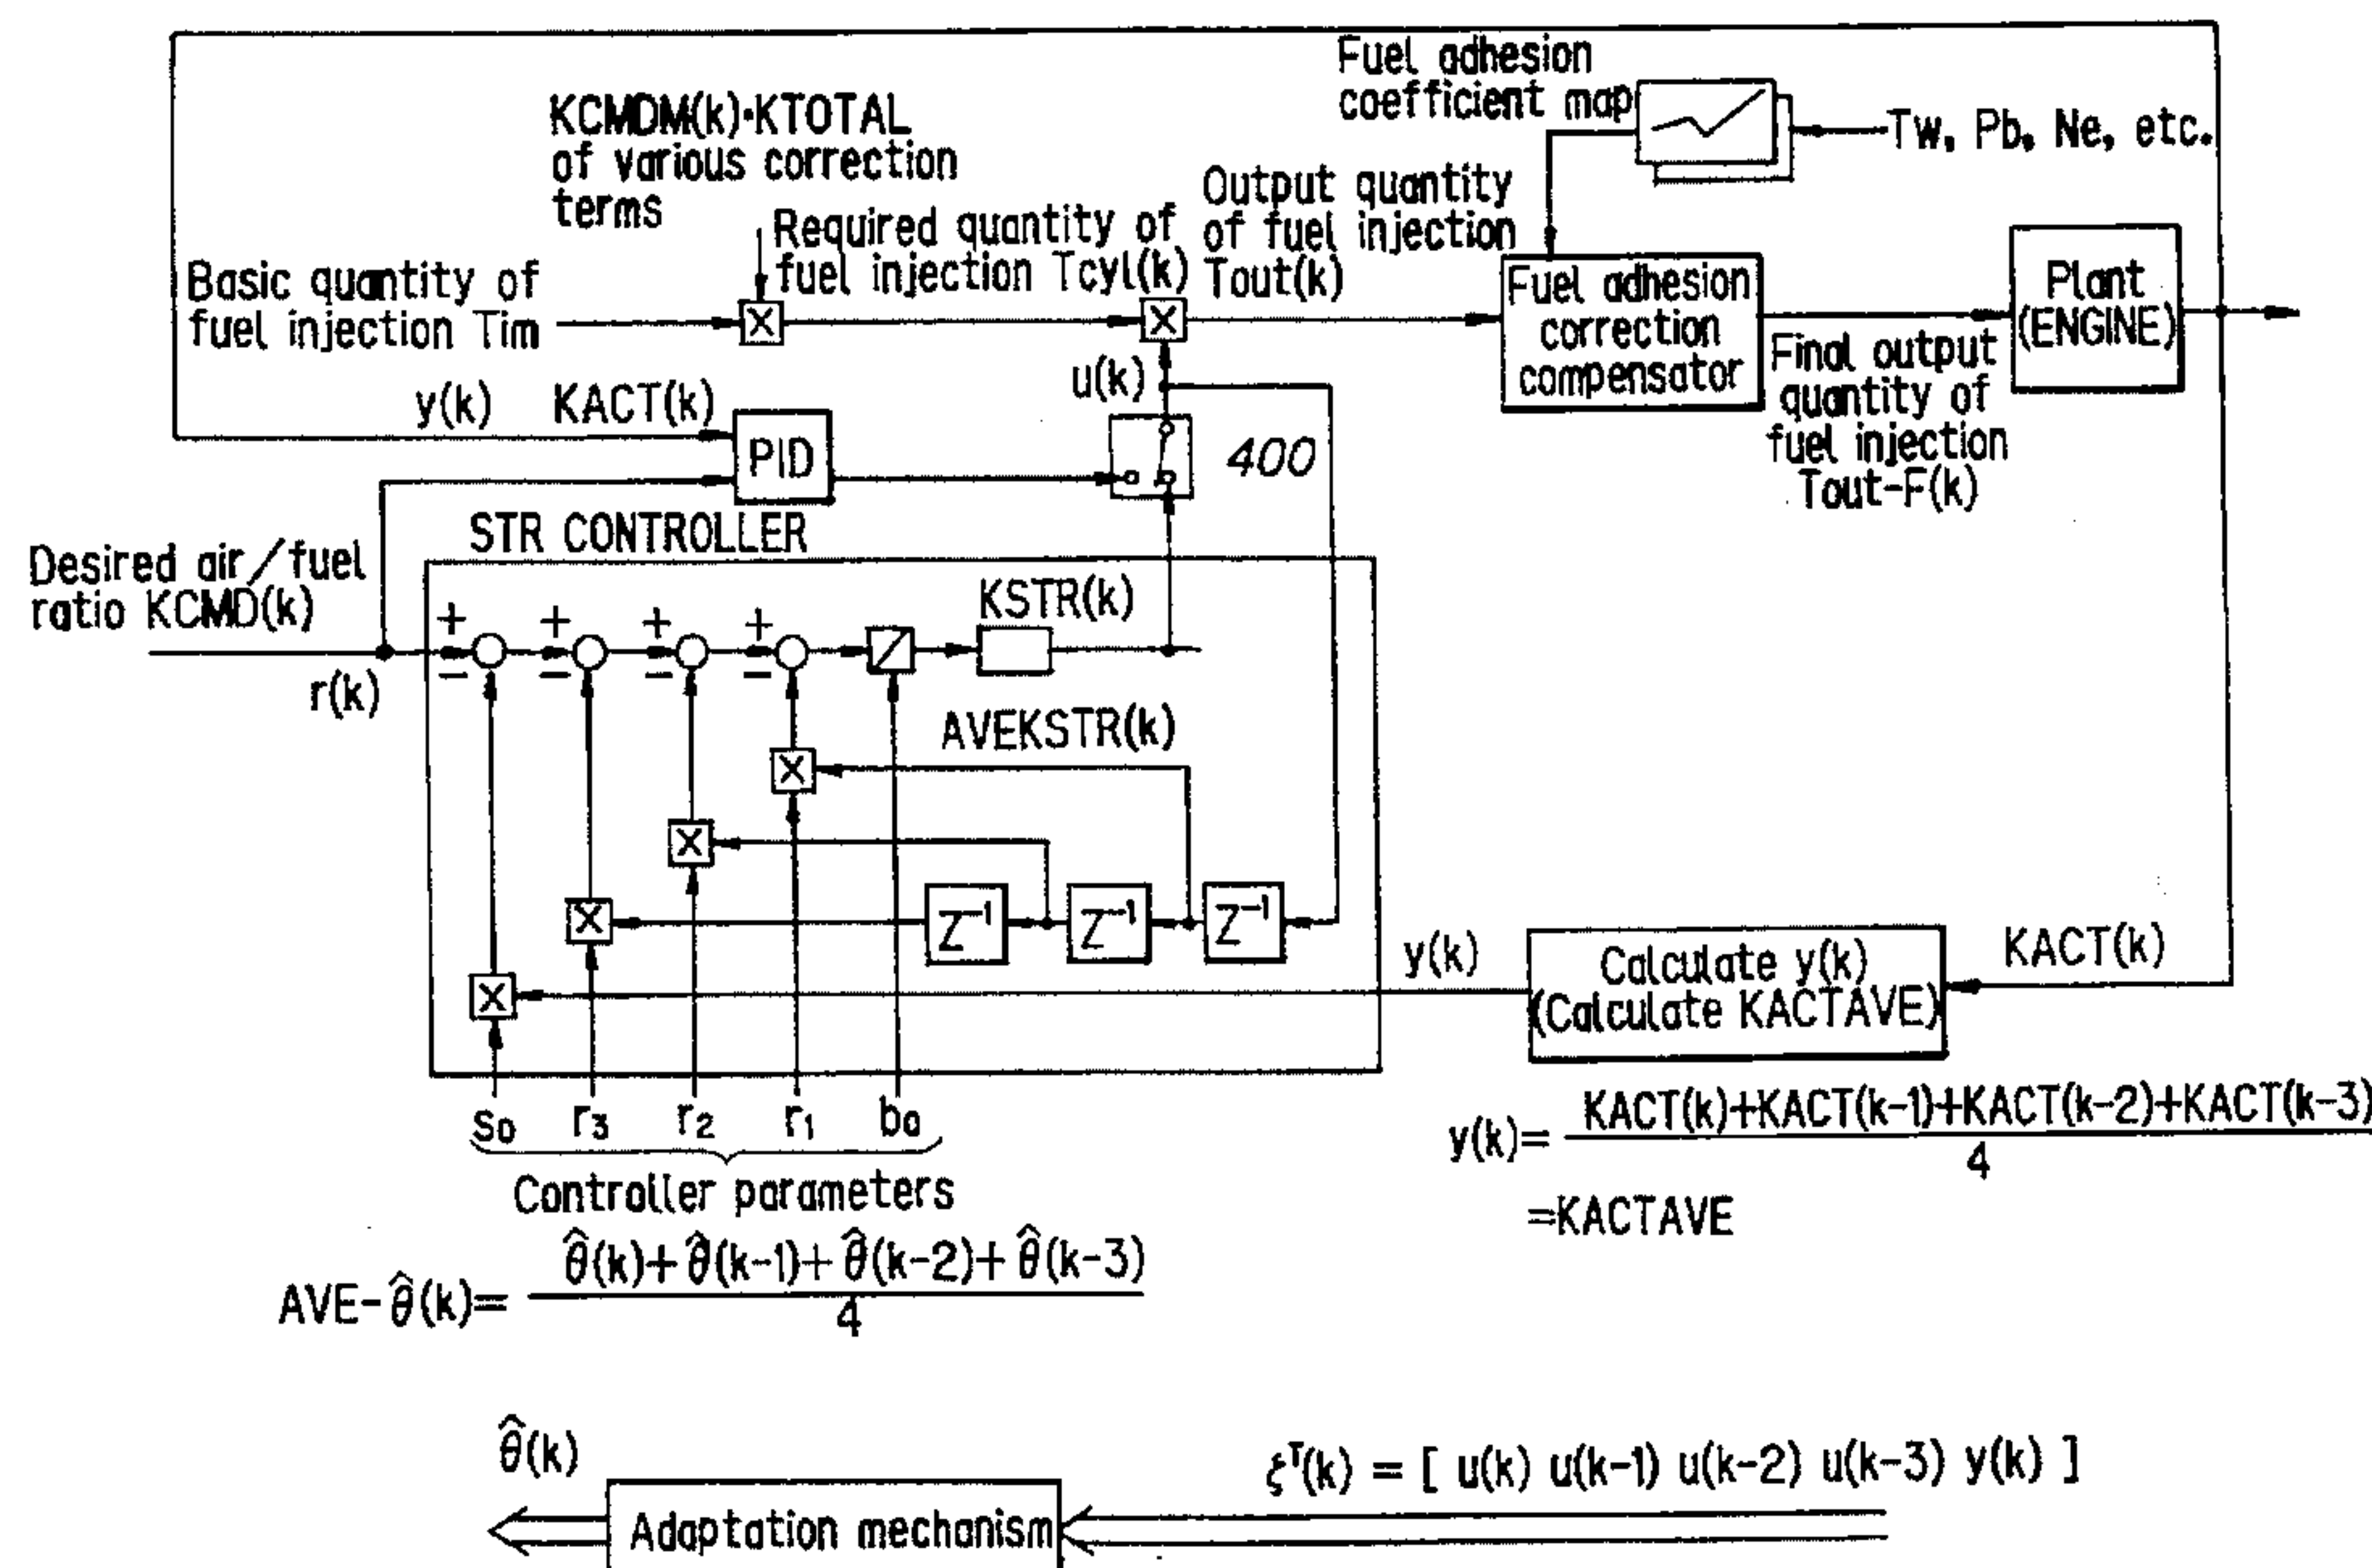 Fuel adhesion
coefficient map
Tw, Pb, Ne, etc.
KCMDM(k)·KTOTAL
of various correction
terms
Required quantity of
fuel injection Tcyl(k)
Output quantity
of fuel injection
Tout(k)
Basic quantity of
fuel injection Tim
X
X
Fuel adhesion
correction
compensator
Plant
(ENGINE)
Final output
quantity of
fuel injection
Tout-F(k)
u(k)
y(k) KACT(k)
PID
400
STR CONTROLLER
Desired air/fuel
ratio KCMD(k)
r(k)
+ + + +
− − − −
KSTR(k)
AVEKSTR(k)
X
X
X
Z⁻¹ Z⁻¹ Z⁻¹
X
y(k)
Calculate y(k)
(Calculate KACTAVE)
KACT(k)
s₀ r₃ r₂ r₁ b₀
Controller parameters
y(k)= KACT(k)+KACT(k-1)+KACT(k-2)+KACT(k-3)
4
=KACTAVE
AVE-θ̂(k)= θ̂(k)+θ̂(k-1)+θ̂(k-2)+θ̂(k-3)
4
θ̂(k)
Adaptation mechanism
ξᵀ(k) = [ u(k) u(k-1) u(k-2) u(k-3) y(k) ]